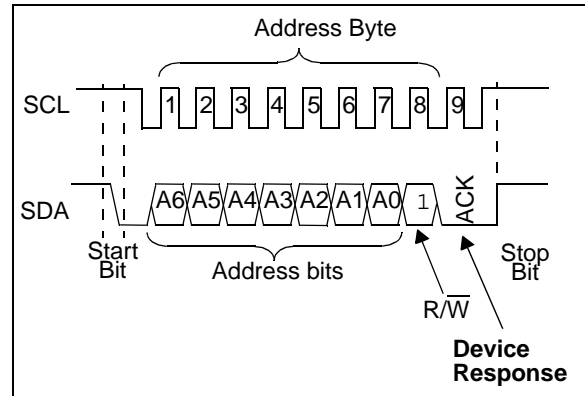 Address Byte
SCL 1 2 3 4 5 6 7 8 9
SDA A6 A5 A4 A3 A2 A1 A0 1 ACK
Start Bit
Address bits
Stop Bit
R/W̅
Device
Response